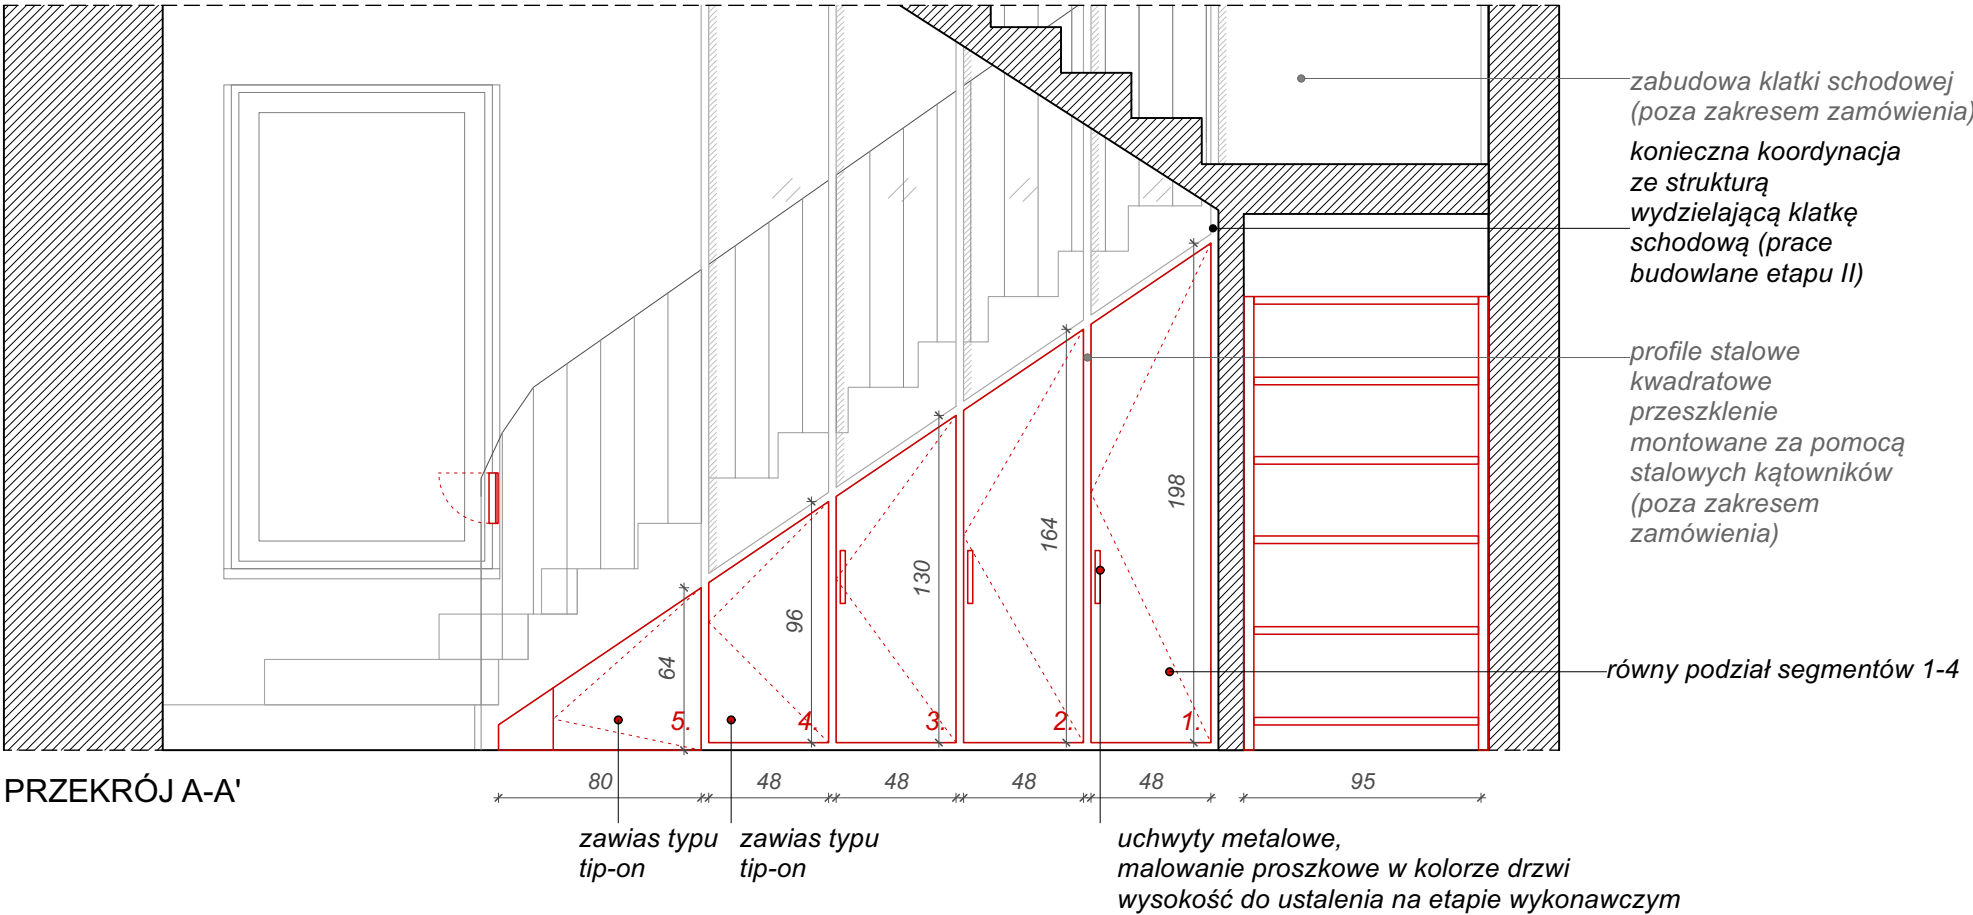 zabudowa klatki schodowej
(poza zakresem zamówienia)
konieczna koordynacja
ze strukturą
wydzielającą klatkę
schodową (prace
budowlane etapu II)
profile stalowe
kwadratowe
przeszklenie
montowane za pomocą
stalowych kątowników
(poza zakresem
zamówienia)
198
164
130
96
64
równy podział segmentów 1-4
5.
4.
3.
2.
1.
PRZEKRÓJ A-A'
80
48
48
48
48
95
zawias typu
tip-on
zawias typu
tip-on
uchwyty metalowe,
malowanie proszkowe w kolorze drzwi
wysokość do ustalenia na etapie wykonawczym